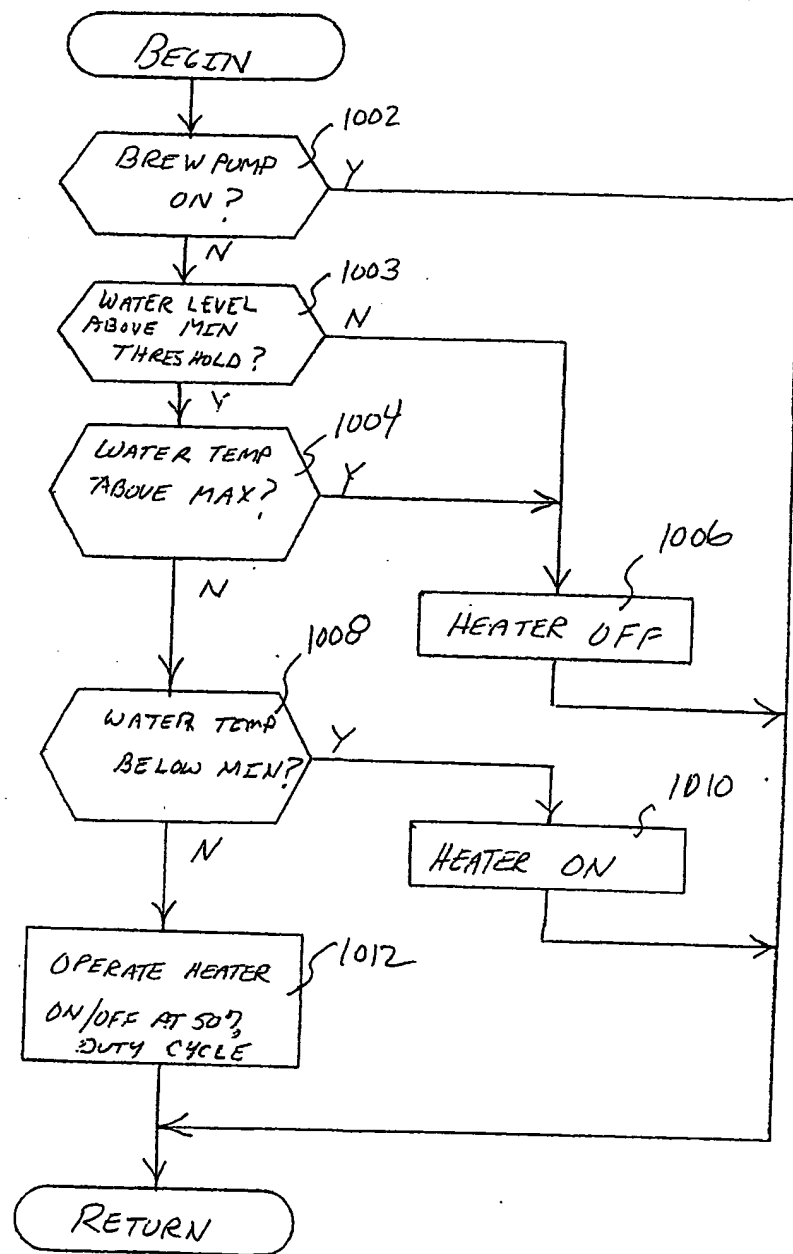 BEGIN
1002
BREW PUMP
ON?
Y
N
1003
WATER LEVEL
ABOVE MIN
THRESHOLD?
N
Y
1004
WATER TEMP
ABOVE MAX?
Y
N
1006
HEATER OFF
1008
WATER TEMP
BELOW MIN?
Y
N
1010
HEATER ON
1012
OPERATE HEATER
ON/OFF AT 50%
DUTY CYCLE
RETURN